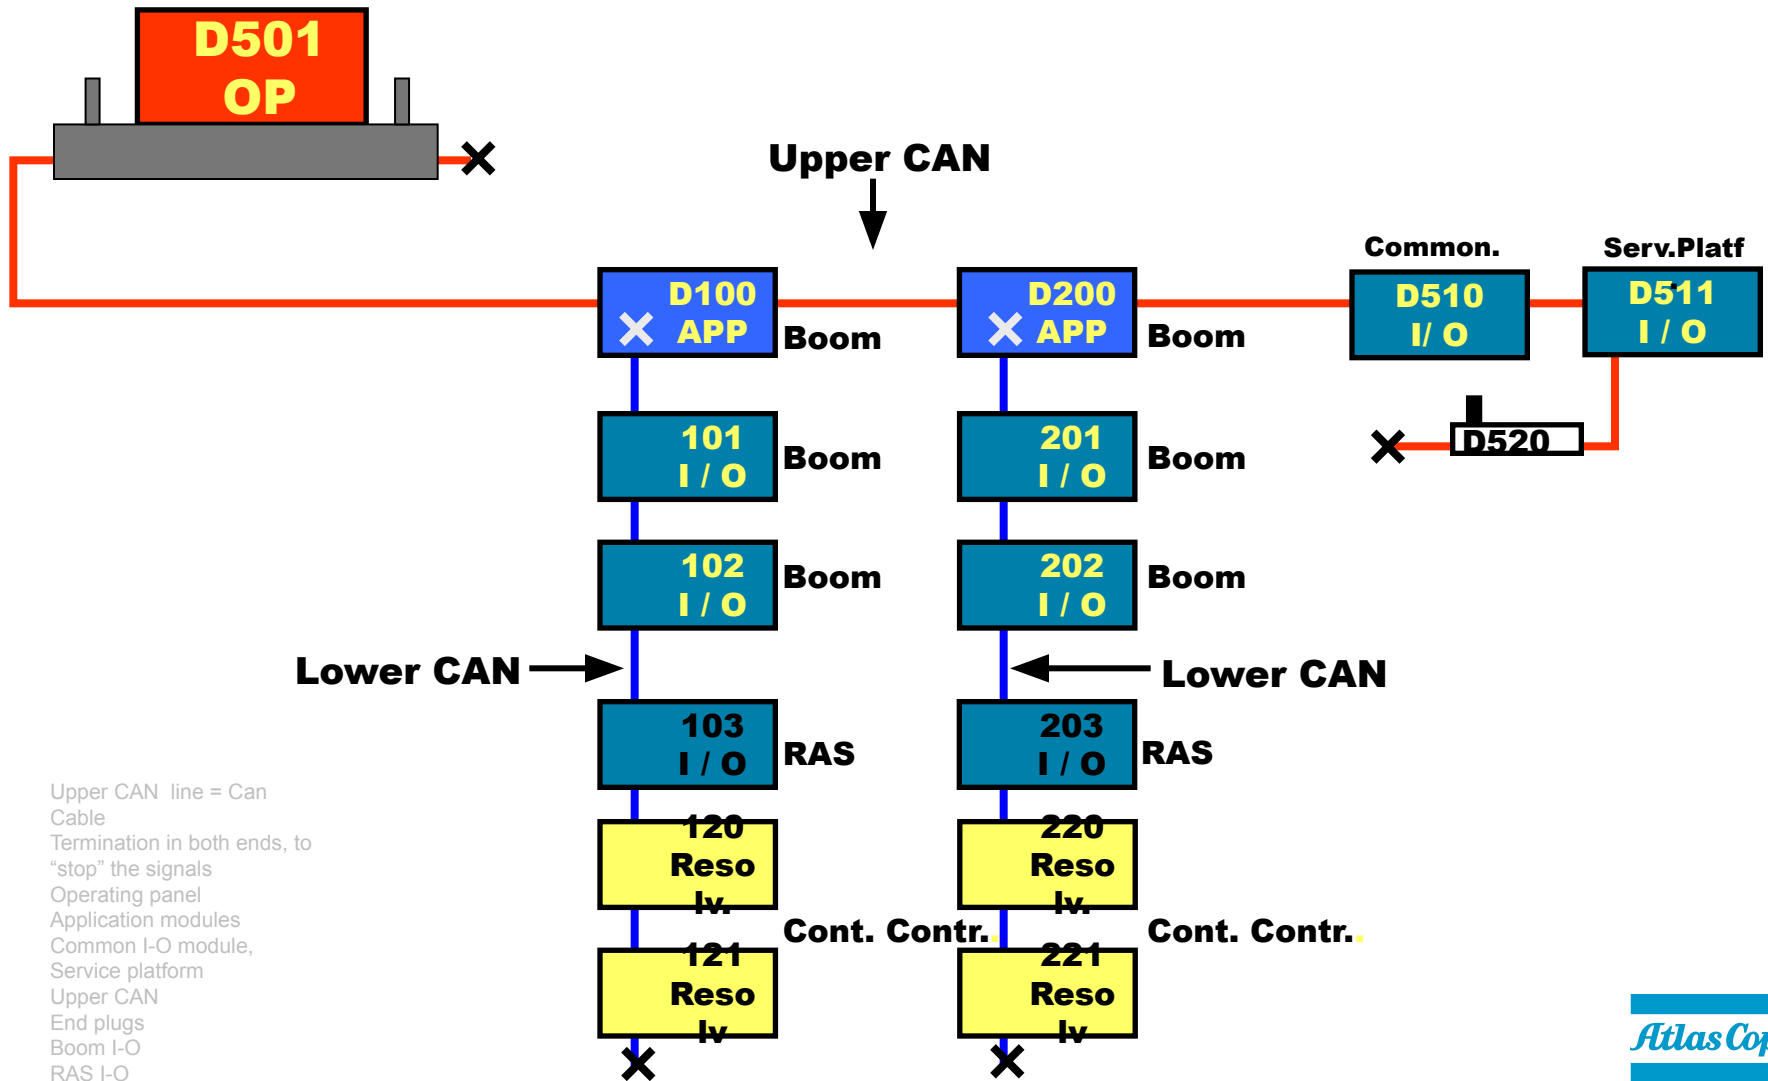 D501
OP
Upper CAN
Common.
Serv.Platf
.
D100
APP
Boom
D200
APP
Boom
D510
I/ O
D511
I / O
101
I / O
Boom
201
I / O
Boom
D520
102
I / O
Boom
202
I / O
Boom
Lower CAN
Lower CAN
103
I / O
RAS
203
I / O
RAS
120
Reso
lv.
220
Reso
lv.
Cont. Contr..
Cont. Contr..
121
Reso
lv
221
Reso
lv
Upper CAN line = Can
Cable
Termination in both ends, to
“stop” the signals
Operating panel
Application modules
Common I-O module,
Service platform
Upper CAN
End plugs
Boom I-O
RAS I-O
Atlas Cop